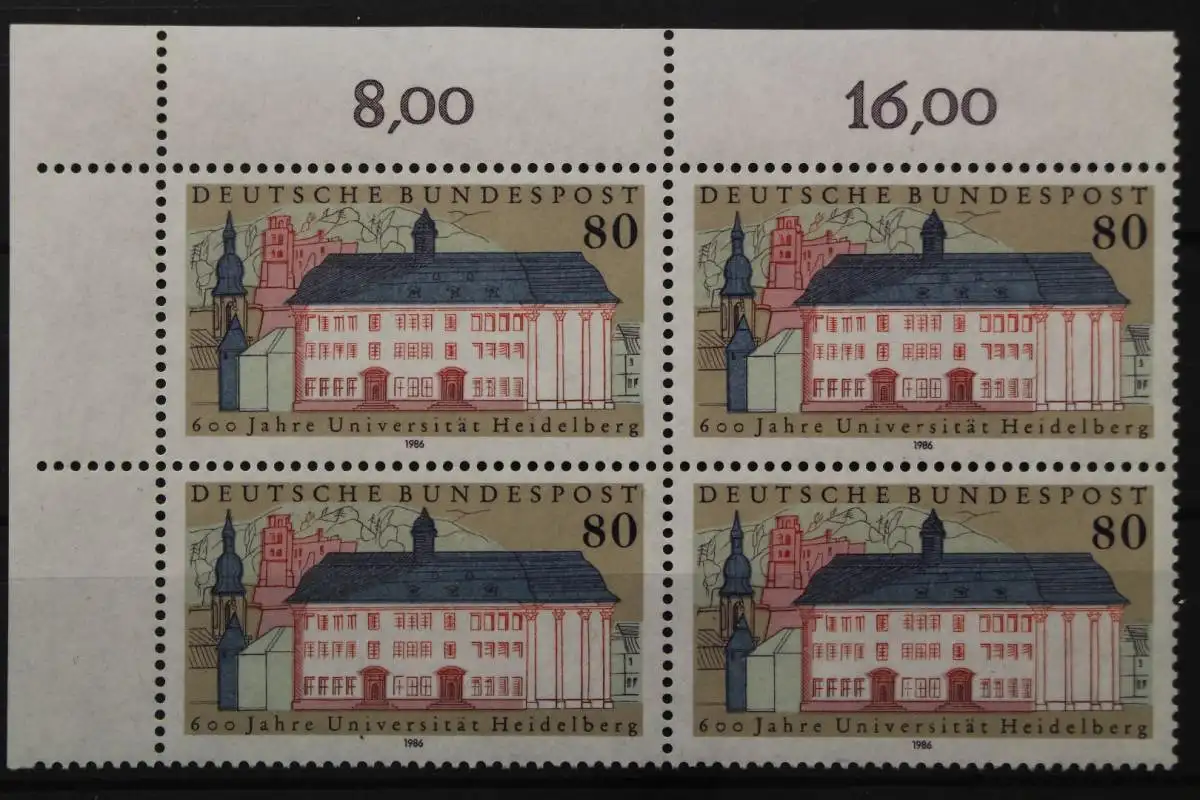 8,00 16,00
DEUTSCHE BUNDESPOST DEUTSCHE BUNDESPOST
80 80
600 Jahre Universität Heidelberg 600 Jahre Universität Heidelberg
1986 1986
DEUTSCHE BUNDESPOST DEUTSCHE BUNDESPOST
80 80
600 Jahre Universität Heidelberg 600 Jahre Universität Heidelberg
1986 1986